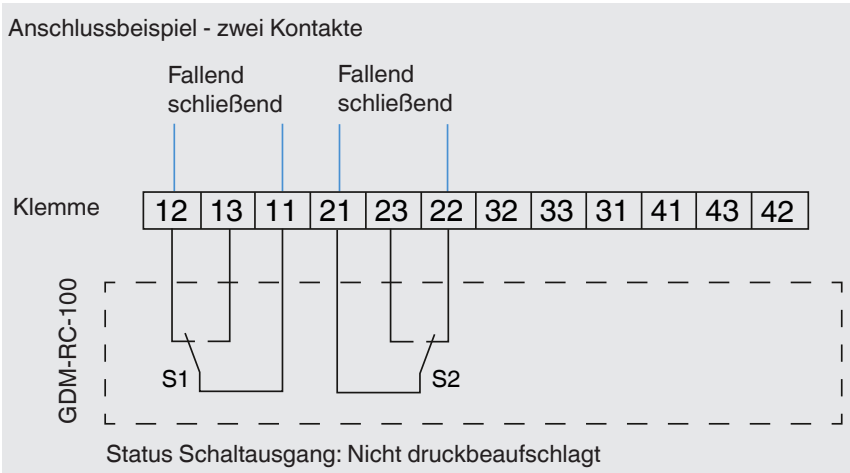 Anschlussbeispiel - zwei Kontakte
Fallend
schließend
Fallend
schließend
Klemme
12 13 11 21 23 22 32 33 31 41 43 42
GDM-RC-100
S1
S2
Status Schaltausgang: Nicht druckbeaufschlagt